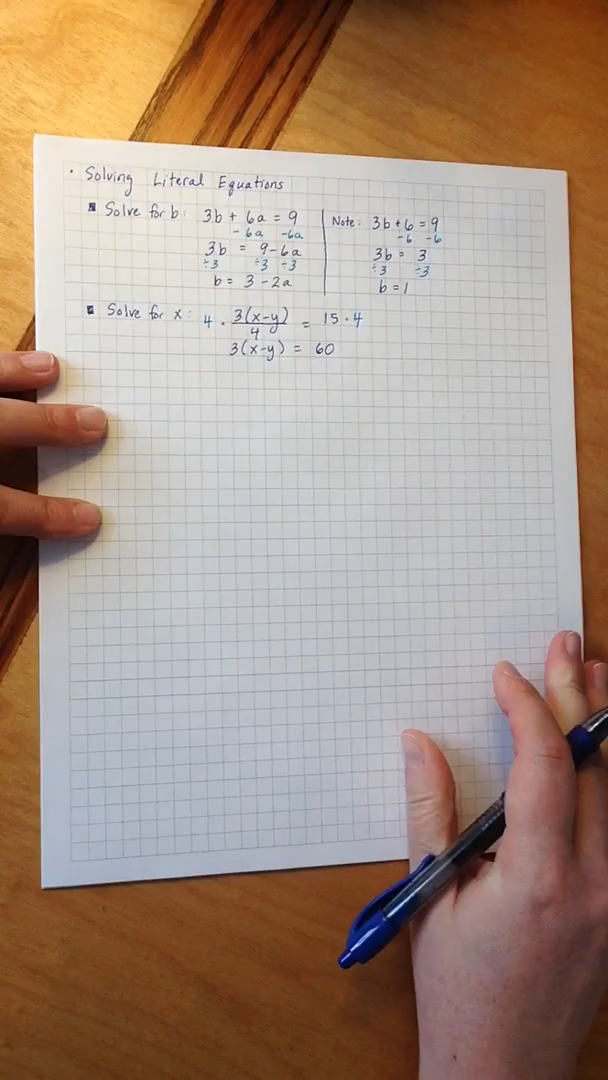 • Solving Literal Equations
▪ Solve for b: 3b + 6a = 9
- 6a -6a
3b = 9-6a
÷3 ÷3 ÷3
b = 3 - 2a
Note: 3b + 6 = 9
-6 -6
3b = 3
÷3 ÷3
b = 1
▪ Solve for x: 4 · 3(x-y)/4 = 15 · 4
3(x-y) = 60